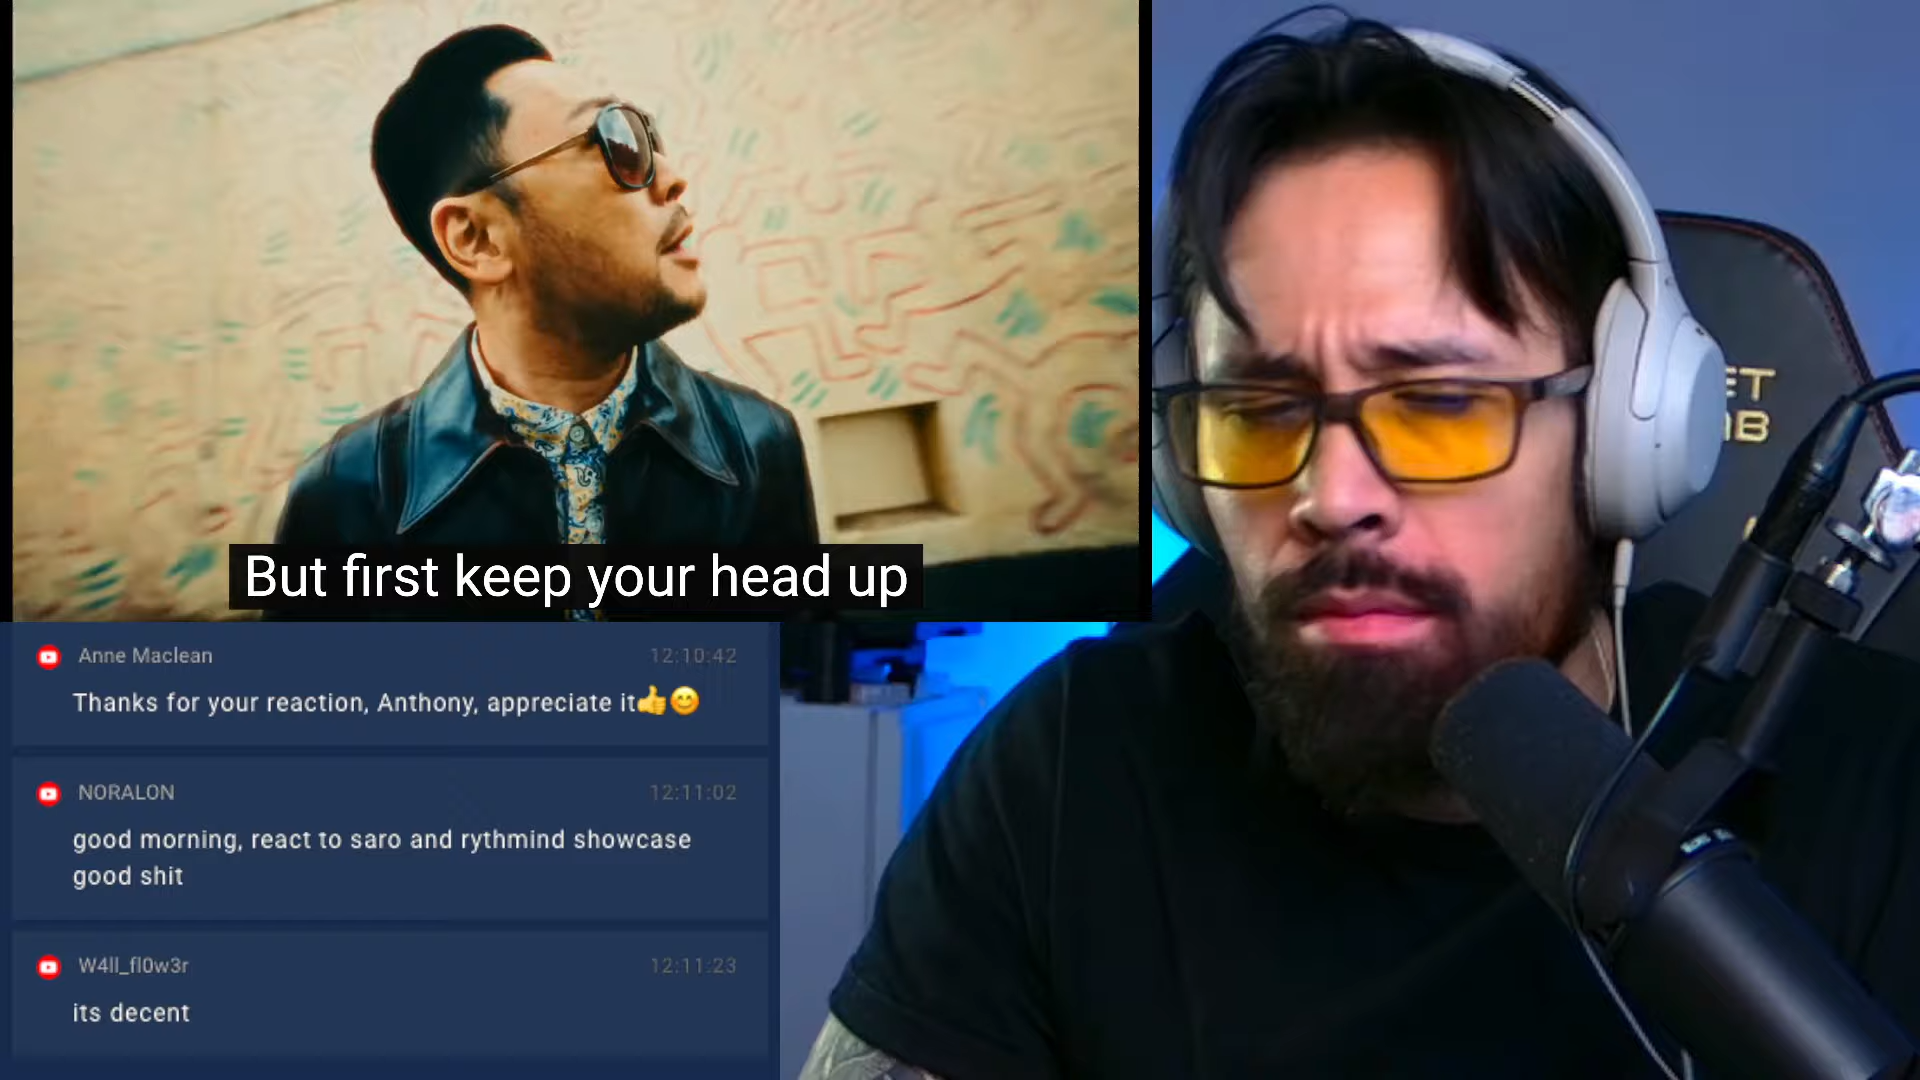 But first keep your head up
Anne Maclean 12:10:42
Thanks for your reaction, Anthony, appreciate it👍😊
NORALON 12:11:02
good morning, react to saro and rythmind showcase
good shit
W4ll_fl0w3r 12:11:23
its decent